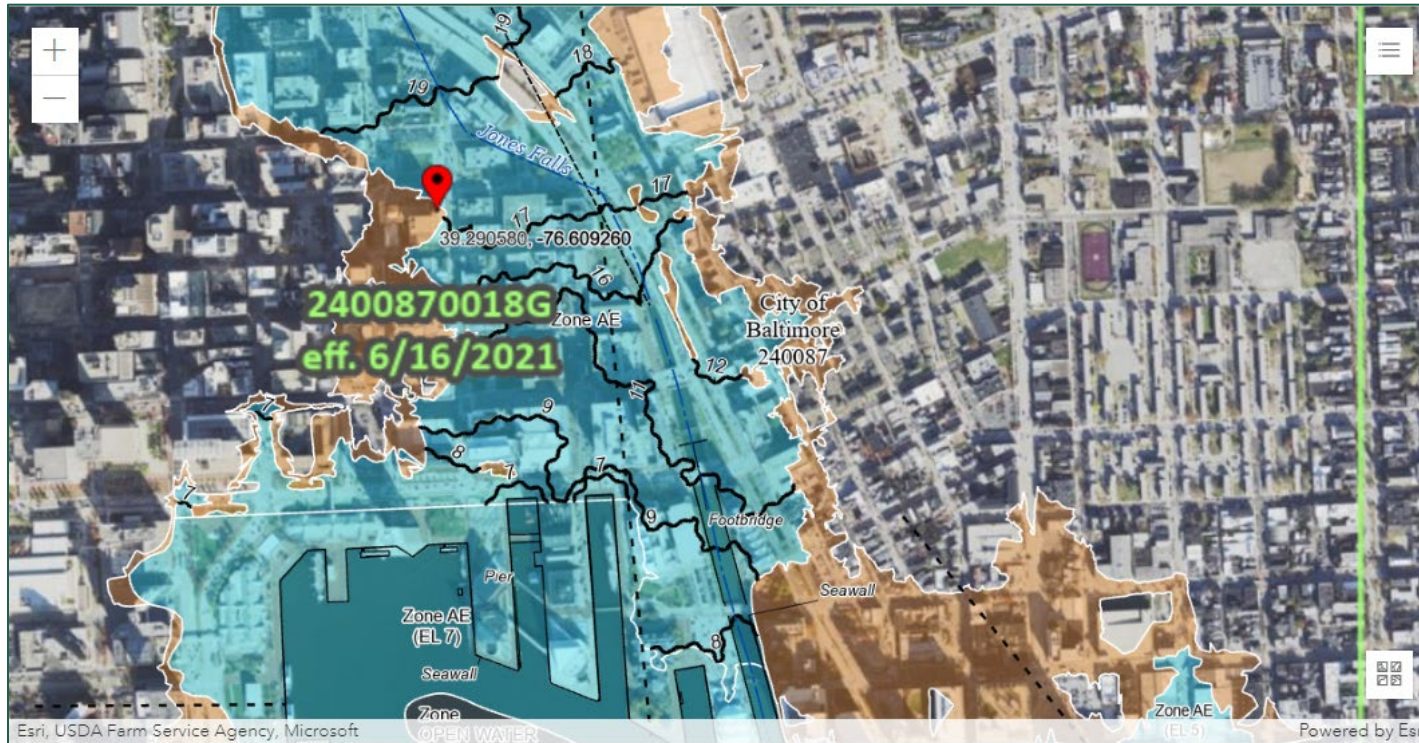 19
18
19
Jones Falls
17
17
39.290580, -76.609260
16
2400870018G
eff. 6/16/2021
Zone AE
City of
Baltimore
240087
12
11
7
9
8
7
7
7
9
Footbridge
Pier
Seawall
Zone AE
(EL 7)
8
Seawall
Zone
OPEN WATER
Zone AE
(EL 5)
Esri, USDA Farm Service Agency, Microsoft
Powered by Esri